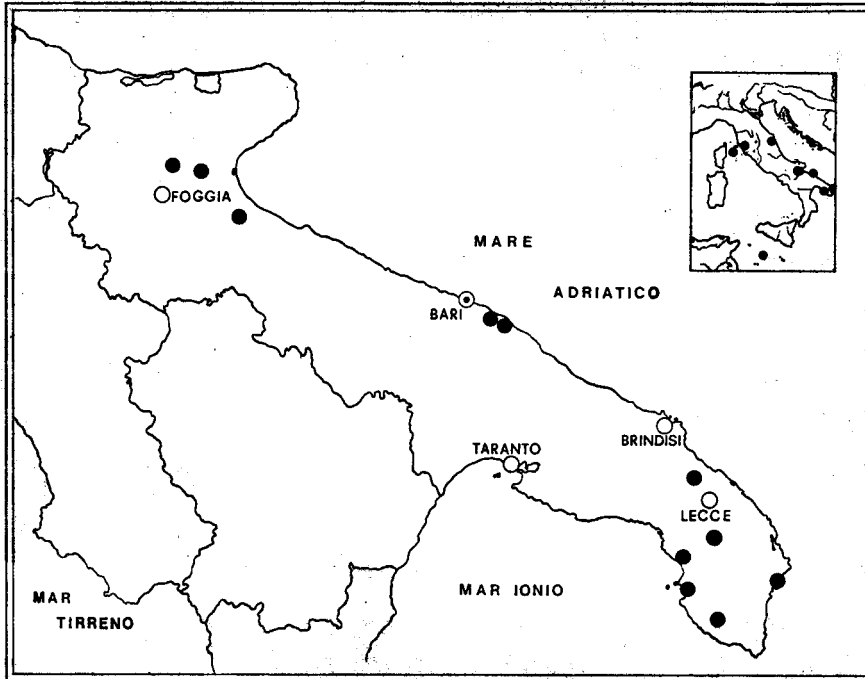 FOGGIA
MARE
ADRIATICO
BARI
TARANTO
BRINDISI
LECCE
MAR IONIO
MAR
TIRRENO